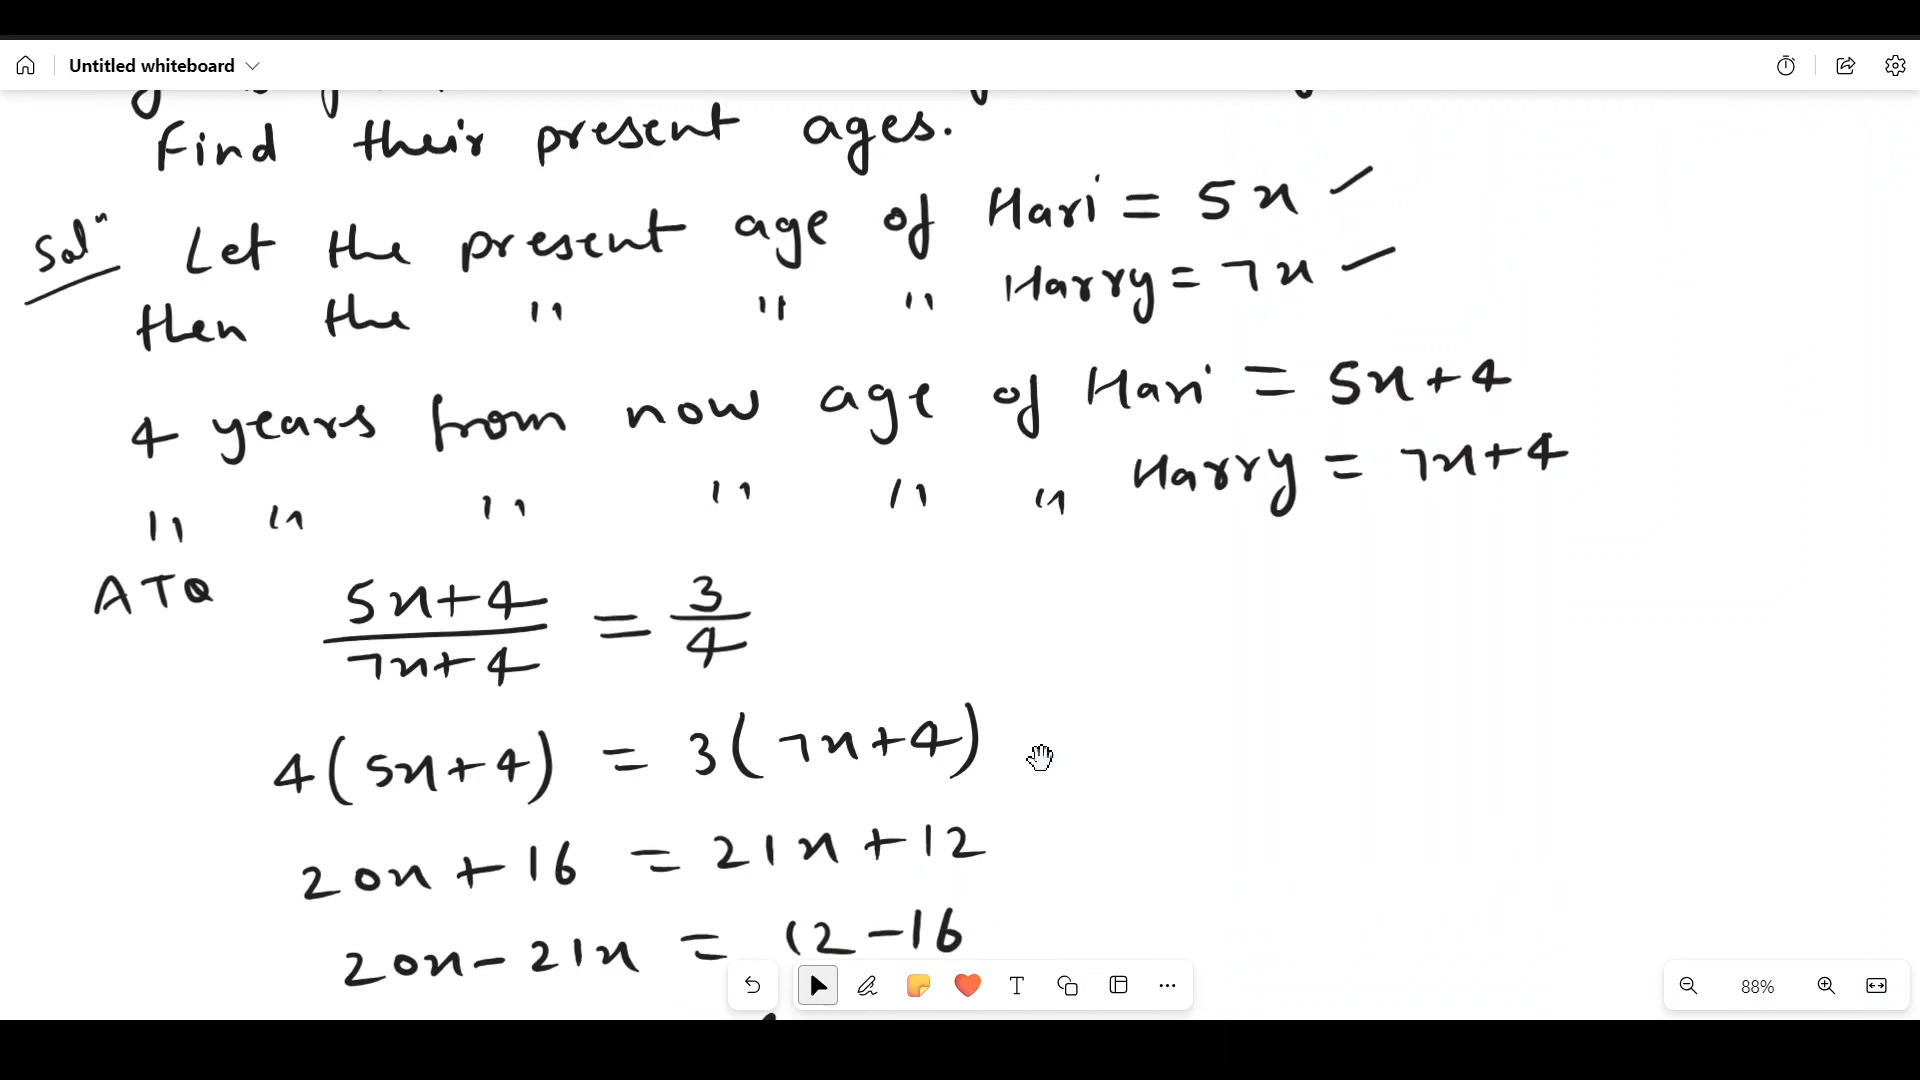 Untitled whiteboard
Find their present ages.
Solⁿ Let the present age of Hari = 5x
then the " " " Harry = 7x
4 years from now age of Hari = 5x+4
" " " " " " Harry = 7x+4
ATQ
5x+4 / 7x+4 = 3/4
4(5x+4) = 3(7x+4)
20x + 16 = 21x + 12
20x - 21x = 12 - 16
88%